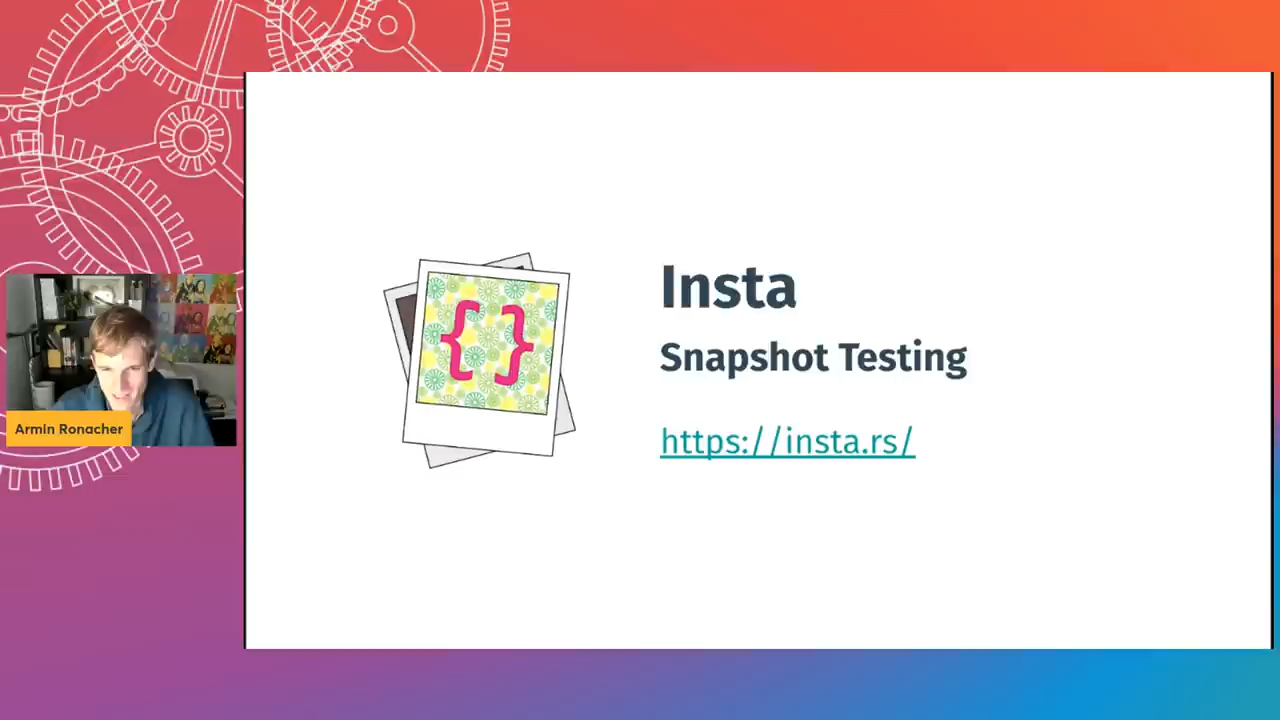 Insta
Snapshot Testing
https://insta.rs/
{ }
Armin Ronacher